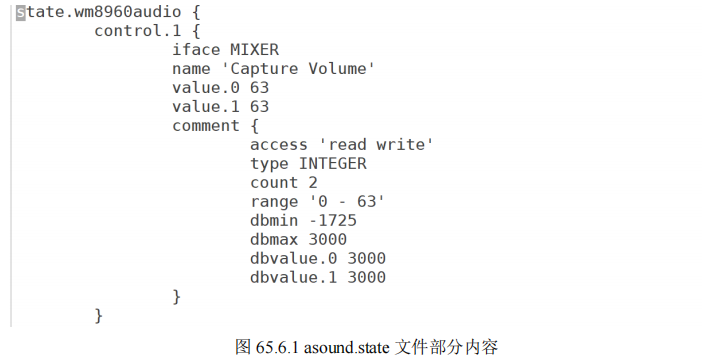 state.wm8960audio {
        control.1 {
                iface MIXER
                name 'Capture Volume'
                value.0 63
                value.1 63
                comment {
                        access 'read write'
                        type INTEGER
                        count 2
                        range '0 - 63'
                        dbmin -1725
                        dbmax 3000
                        dbvalue.0 3000
                        dbvalue.1 3000
                }
        }
图 65.6.1 asound.state 文件部分内容